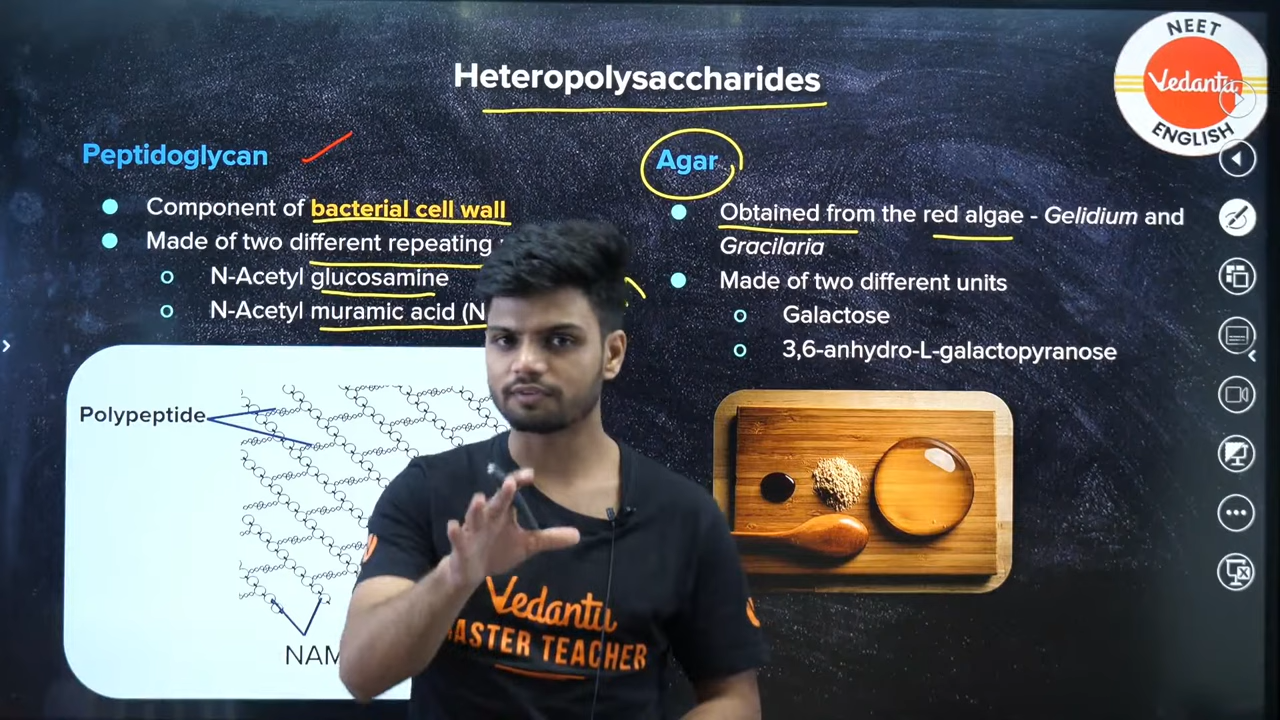 Heteropolysaccharides
NEET
Vedantu
ENGLISH
Peptidoglycan
Component of bacterial cell wall
Made of two different repeating
N-Acetyl glucosamine
N-Acetyl muramic acid (N
Polypeptide
NAM
Agar
Obtained from the red algae - Gelidium and
Gracilaria
Made of two different units
Galactose
3,6-anhydro-L-galactopyranose
Vedantu
MASTER TEACHER